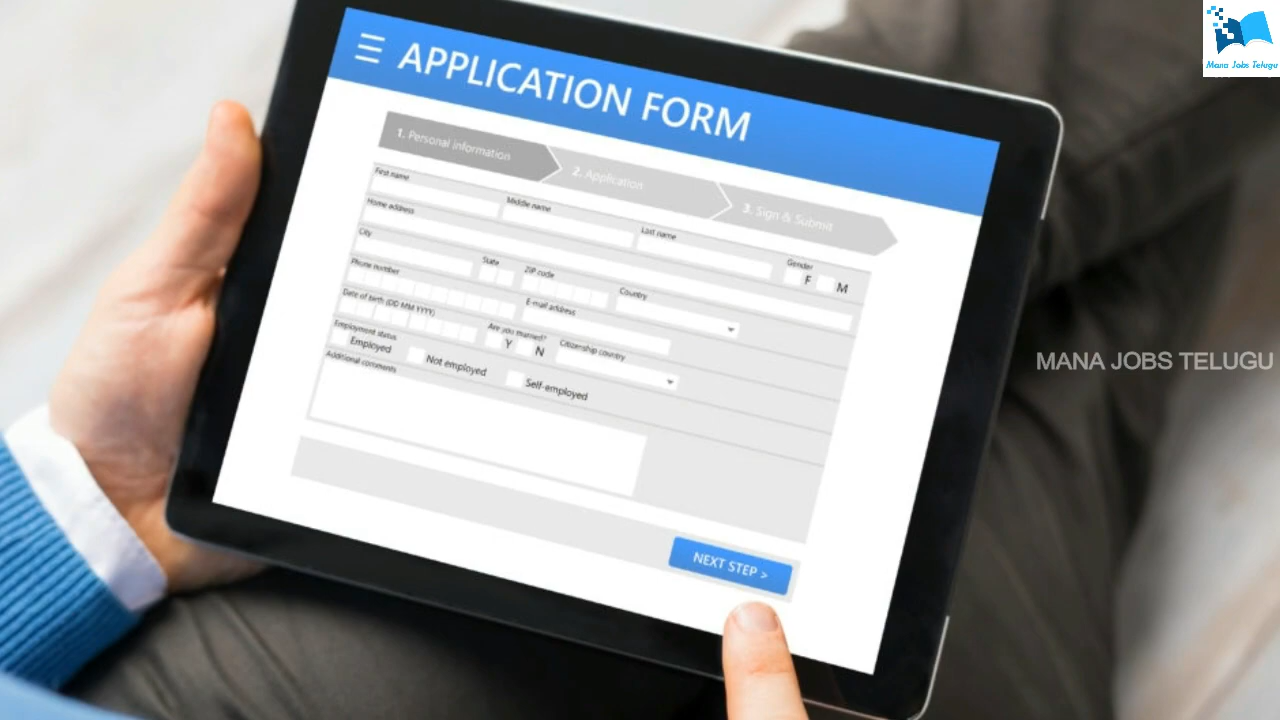 Mana Jobs Telugu
APPLICATION FORM
1. Personal information
2. Application
3. Sign & Submit
First name
Middle name
Last name
Gender
F
M
Home address
City
State
ZIP code
Country
Phone number
E-mail address
Date of birth (DD MM YYYY)
Are you married?
Y
N
Citizenship country
Employment status
Employed
Not employed
Self-employed
Additional comments
NEXT STEP >
MANA JOBS TELUGU